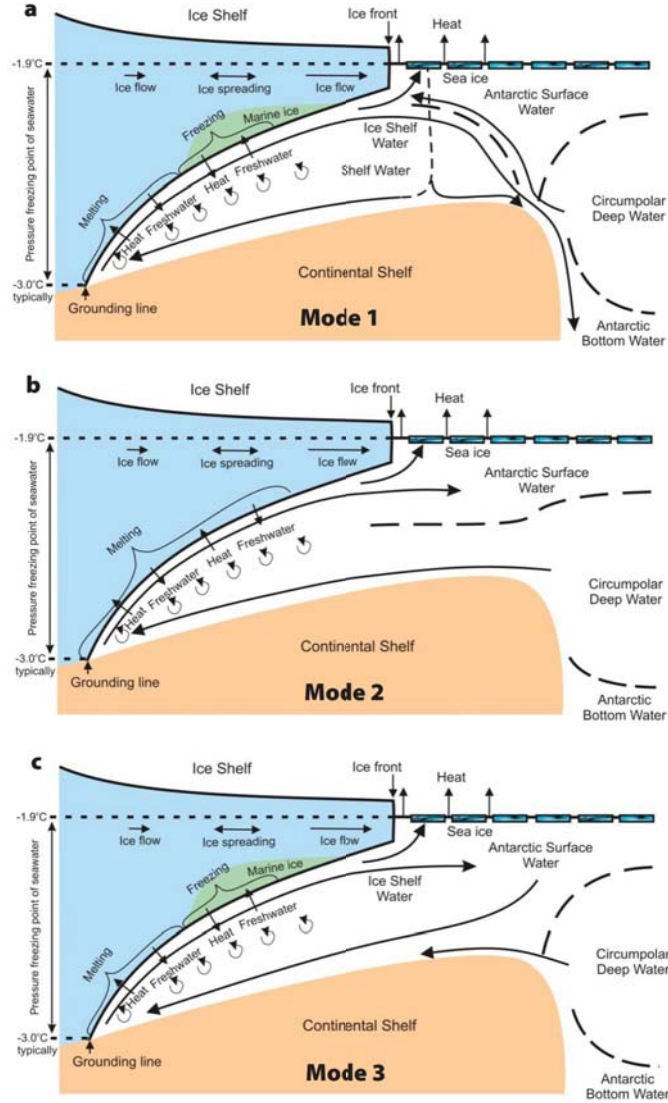 a
Ice Shelf
Ice front
Heat
-1.9°C
Ice flow
Ice spreading
Ice flow
Sea ice
Antarctic Surface
Water
Freezing
Marine ice
Ice Shelf
Water
Shelf Water
Melting
Heat Freshwater Heat Freshwater
Circumpolar
Deep Water
Pressure freezing point of seawater
Continental Shelf
-3.0°C
typically
Grounding line
Mode 1
Antarctic
Bottom Water
b
Ice Shelf
Ice front
Heat
-1.9°C
Ice flow
Ice spreading
Ice flow
Sea ice
Antarctic Surface
Water
Melting
Heat Freshwater Heat Freshwater
Circumpolar
Deep Water
Pressure freezing point of seawater
Continental Shelf
-3.0°C
typically
Grounding line
Mode 2
Antarctic
Bottom Water
c
Ice Shelf
Ice front
Heat
-1.9°C
Ice flow
Ice spreading
Ice flow
Sea ice
Antarctic Surface
Water
Freezing
Marine ice
Ice Shelf
Water
Melting
Heat Freshwater Heat Freshwater
Circumpolar
Deep Water
Pressure freezing point of seawater
Continental Shelf
-3.0°C
typically
Grounding line
Mode 3
Antarctic
Bottom Water